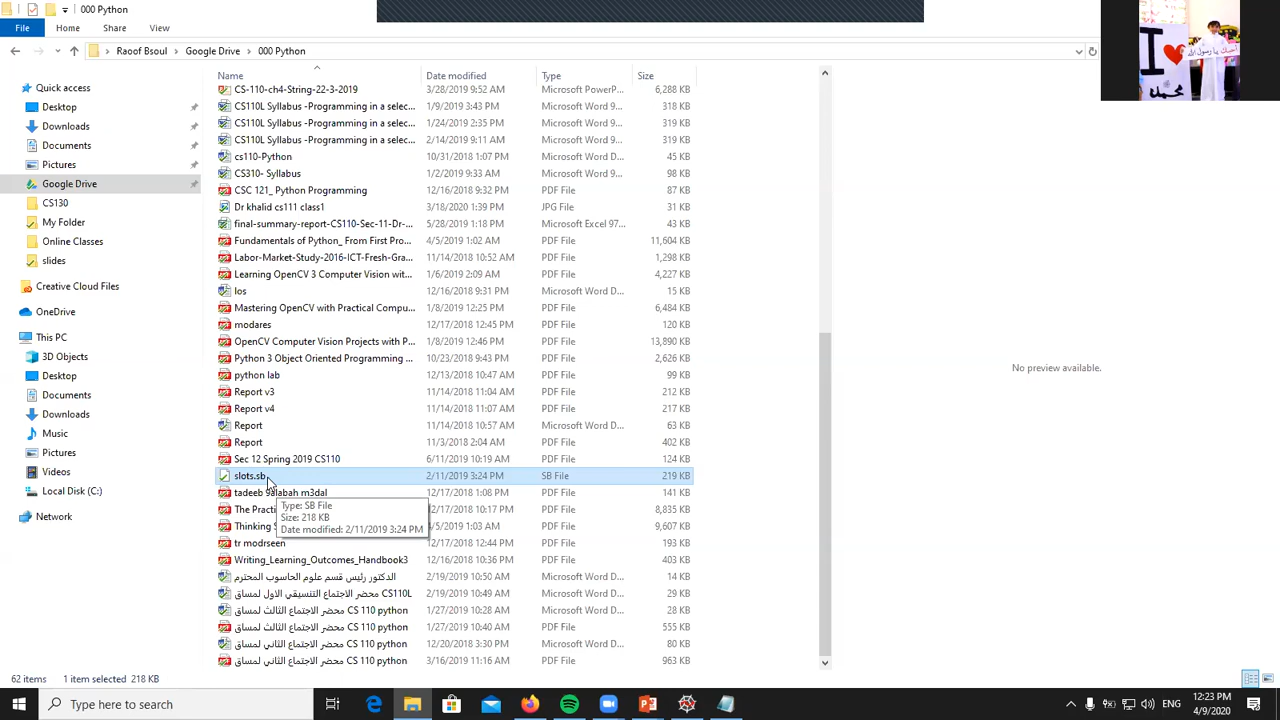 000 Python
File Home Share View
Raoof Bsoul > Google Drive > 000 Python
Name Date modified Type Size
Quick access
Desktop
Downloads
Documents
Pictures
Google Drive
CS130
My Folder
Online Classes
slides
Creative Cloud Files
OneDrive
This PC
3D Objects
Desktop
Documents
Downloads
Music
Pictures
Videos
Local Disk (C:)
Network
CS-110-ch4-String-22-3-2019 3/28/2019 9:52 AM Microsoft PowerP... 6,288 KB
CS110L Syllabus -Programming in a selec... 1/9/2019 3:43 PM Microsoft Word 9... 318 KB
CS110L Syllabus -Programming in a selec... 1/24/2019 2:35 PM Microsoft Word 9... 319 KB
CS110L Syllabus -Programming in a selec... 2/14/2019 9:11 AM Microsoft Word 9... 319 KB
cs110-Python 10/31/2018 1:07 PM Microsoft Word D... 45 KB
CS310- Syllabus 1/2/2019 9:33 AM Microsoft Word 9... 98 KB
CSC 121_ Python Programming 12/16/2018 9:32 PM PDF File 87 KB
Dr khalid cs111 class1 3/18/2020 1:39 PM JPG File 31 KB
final-summary-report-CS110-Sec-11-Dr-... 5/28/2019 1:18 PM Microsoft Excel 97... 43 KB
Fundamentals of Python_ From First Pro... 4/5/2019 1:02 AM PDF File 11,604 KB
Labor-Market-Study-2016-ICT-Fresh-Gra... 11/14/2018 10:52 AM PDF File 1,298 KB
Learning OpenCV 3 Computer Vision wit... 1/6/2019 2:09 AM PDF File 4,227 KB
los 12/16/2018 9:31 PM Microsoft Word D... 15 KB
Mastering OpenCV with Practical Compu... 1/8/2019 12:25 PM PDF File 6,484 KB
modares 12/17/2018 12:45 PM PDF File 120 KB
OpenCV Computer Vision Projects with P... 1/8/2019 12:46 PM PDF File 13,890 KB
Python 3 Object Oriented Programming ... 10/23/2018 9:43 PM PDF File 2,626 KB
python lab 12/13/2018 10:47 AM PDF File 99 KB
Report v3 11/14/2018 11:04 AM PDF File 212 KB
Report v4 11/14/2018 11:07 AM PDF File 217 KB
Report 11/14/2018 10:57 AM Microsoft Word D... 63 KB
Report 11/3/2018 2:04 AM PDF File 402 KB
Sec 12 Spring 2019 CS110 6/11/2019 10:19 AM PDF File 124 KB
slots.sb 2/11/2019 3:24 PM SB File 219 KB
tadeeb 9alabah m3dal 12/17/2018 1:08 PM PDF File 141 KB
The Practi 12/17/2018 10:17 PM PDF File 8,835 KB
Thinking 4/5/2019 1:03 AM PDF File 9,607 KB
tr modrseen 12/17/2018 12:44 PM PDF File 193 KB
Writing_Learning_Outcomes_Handbook3 12/16/2018 10:36 PM PDF File 403 KB
الدكتور رئيس قسم علوم الحاسوب المحترم 2/19/2019 10:50 AM Microsoft Word D... 14 KB
محضر الاجتماع التنسيقي الاول لمساق CS110L 2/19/2019 10:49 AM Microsoft Word D... 29 KB
محضر الاجتماع الثالث لمساق CS 110 python 1/27/2019 10:28 AM Microsoft Word D... 28 KB
محضر الاجتماع الثالث لمساق CS 110 python 1/27/2019 10:40 AM PDF File 555 KB
محضر الاجتماع الثاني لمساق CS 110 python 12/20/2018 3:30 PM Microsoft Word D... 80 KB
محضر الاجتماع الثاني لمساق CS 110 python 3/16/2019 11:16 AM PDF File 963 KB
Type: SB File
Size: 218 KB
Date modified: 2/11/2019 3:24 PM
No preview available.
I
أحبك يا رسول الله
محمد
62 items 1 item selected 218 KB
Type here to search
12:23 PM
4/9/2020